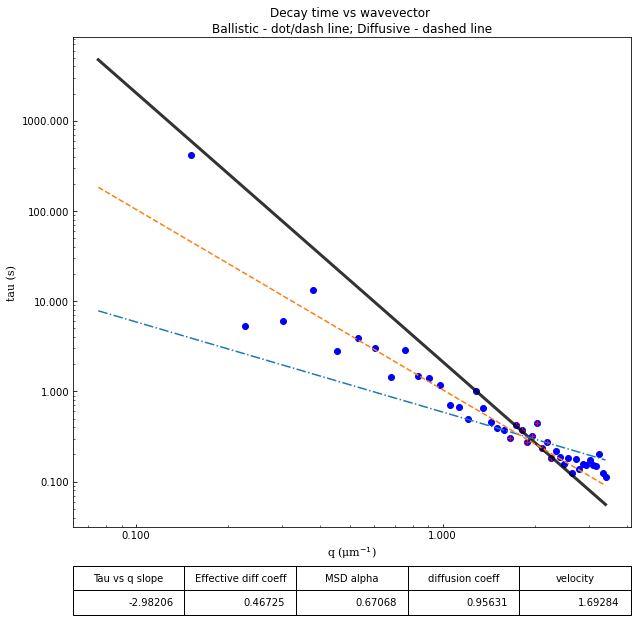 Decay time vs wavevector
Ballistic - dot/dash line; Diffusive - dashed line
1000.000
100.000
10.000
1.000
0.100
tau (s)
0.100 1.000
q (μm⁻¹)
Tau vs q slope Effective diff coeff MSD alpha diffusion coeff velocity
-2.98206 0.46725 0.67068 0.95631 1.69284